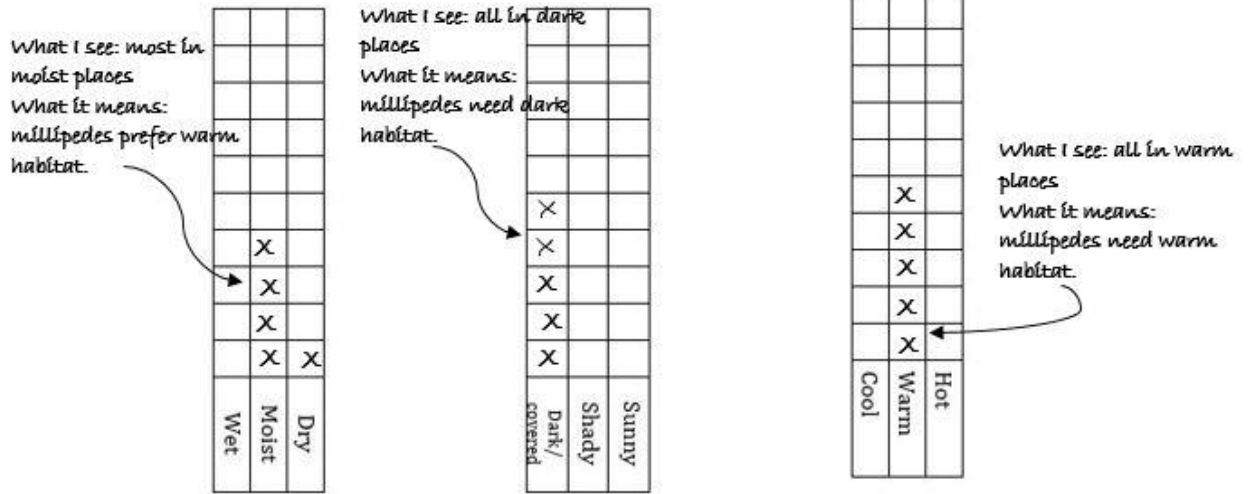 What I see: most in
moist places
What it means:
millipedes prefer warm
habitat.
X
X
X
X X
Wet
Moist
Dry
What I see: all in dark
places
What it means:
millipedes need dark
habitat.
X
X
X
X
X
Dark/
covered
Shady
Sunny
X
X
X
X
X
Cool
Warm
Hot
What I see: all in warm
places
What it means:
millipedes need warm
habitat.